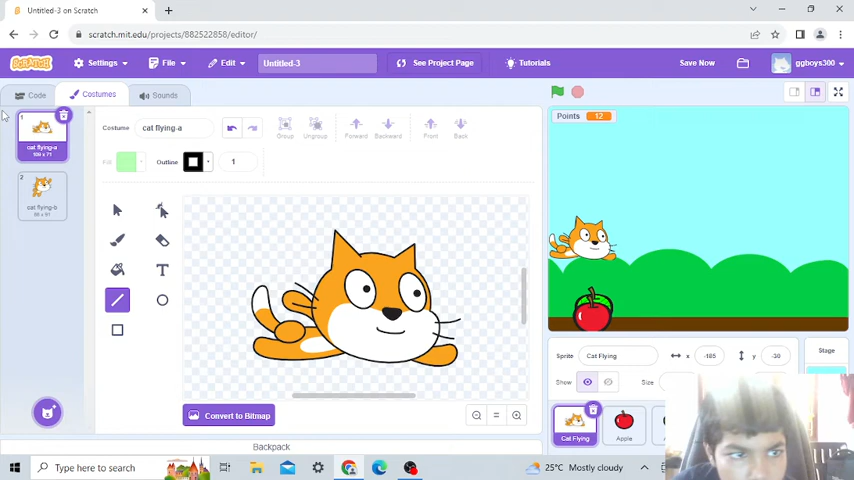 Untitled-3 on Scratch
scratch.mit.edu/projects/882522858/editor/
SCRATCH
Settings
File
Edit
Untitled-3
See Project Page
Tutorials
Save Now
ggboys300
Code
Costumes
Sounds
1
cat flying-a
2
cat flying-b
Costume
cat flying-a
Group
Ungroup
Forward
Backward
Front
Back
Fill
Outline
1
T
Convert to Bitmap
Backpack
Points 12
Sprite
Cat Flying
x
-185
y
-30
Show
Size
Stage
Cat Flying
Apple
Type here to search
25°C Mostly cloudy